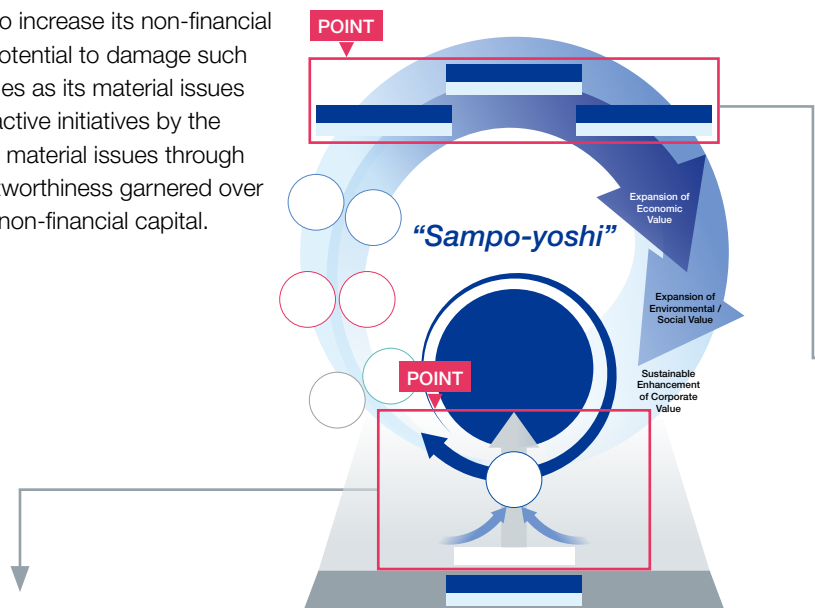 o increase its non-financial
otential to damage such
es as its material issues
active initiatives by the
material issues through
tworthiness garnered over
non-financial capital.
POINT
Expansion of
Economic
Value
“Sampo-yoshi”
Expansion of
Environmental /
Social Value
Sustainable
Enhancement
of Corporate
Value
POINT